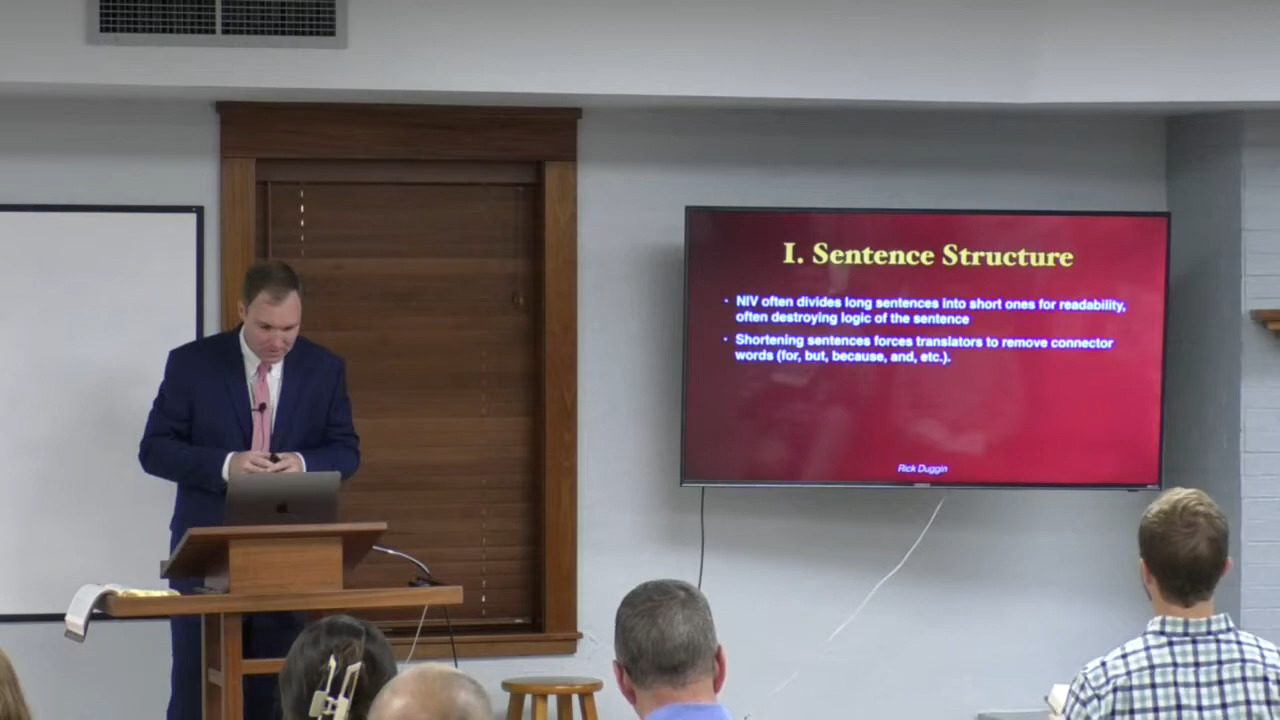 I. Sentence Structure
· NIV often divides long sentences into short ones for readability,
often destroying logic of the sentence
· Shortening sentences forces translators to remove connector
words (for, but, because, and, etc.).
Rick Duggin